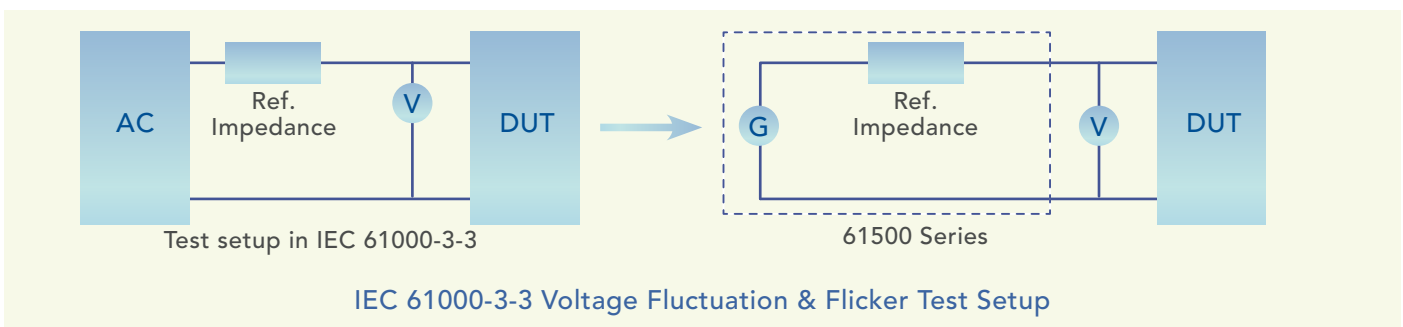 AC
Ref.
Impedance
V
DUT
Test setup in IEC 61000-3-3
G
Ref.
Impedance
V
DUT
61500 Series
IEC 61000-3-3 Voltage Fluctuation & Flicker Test Setup